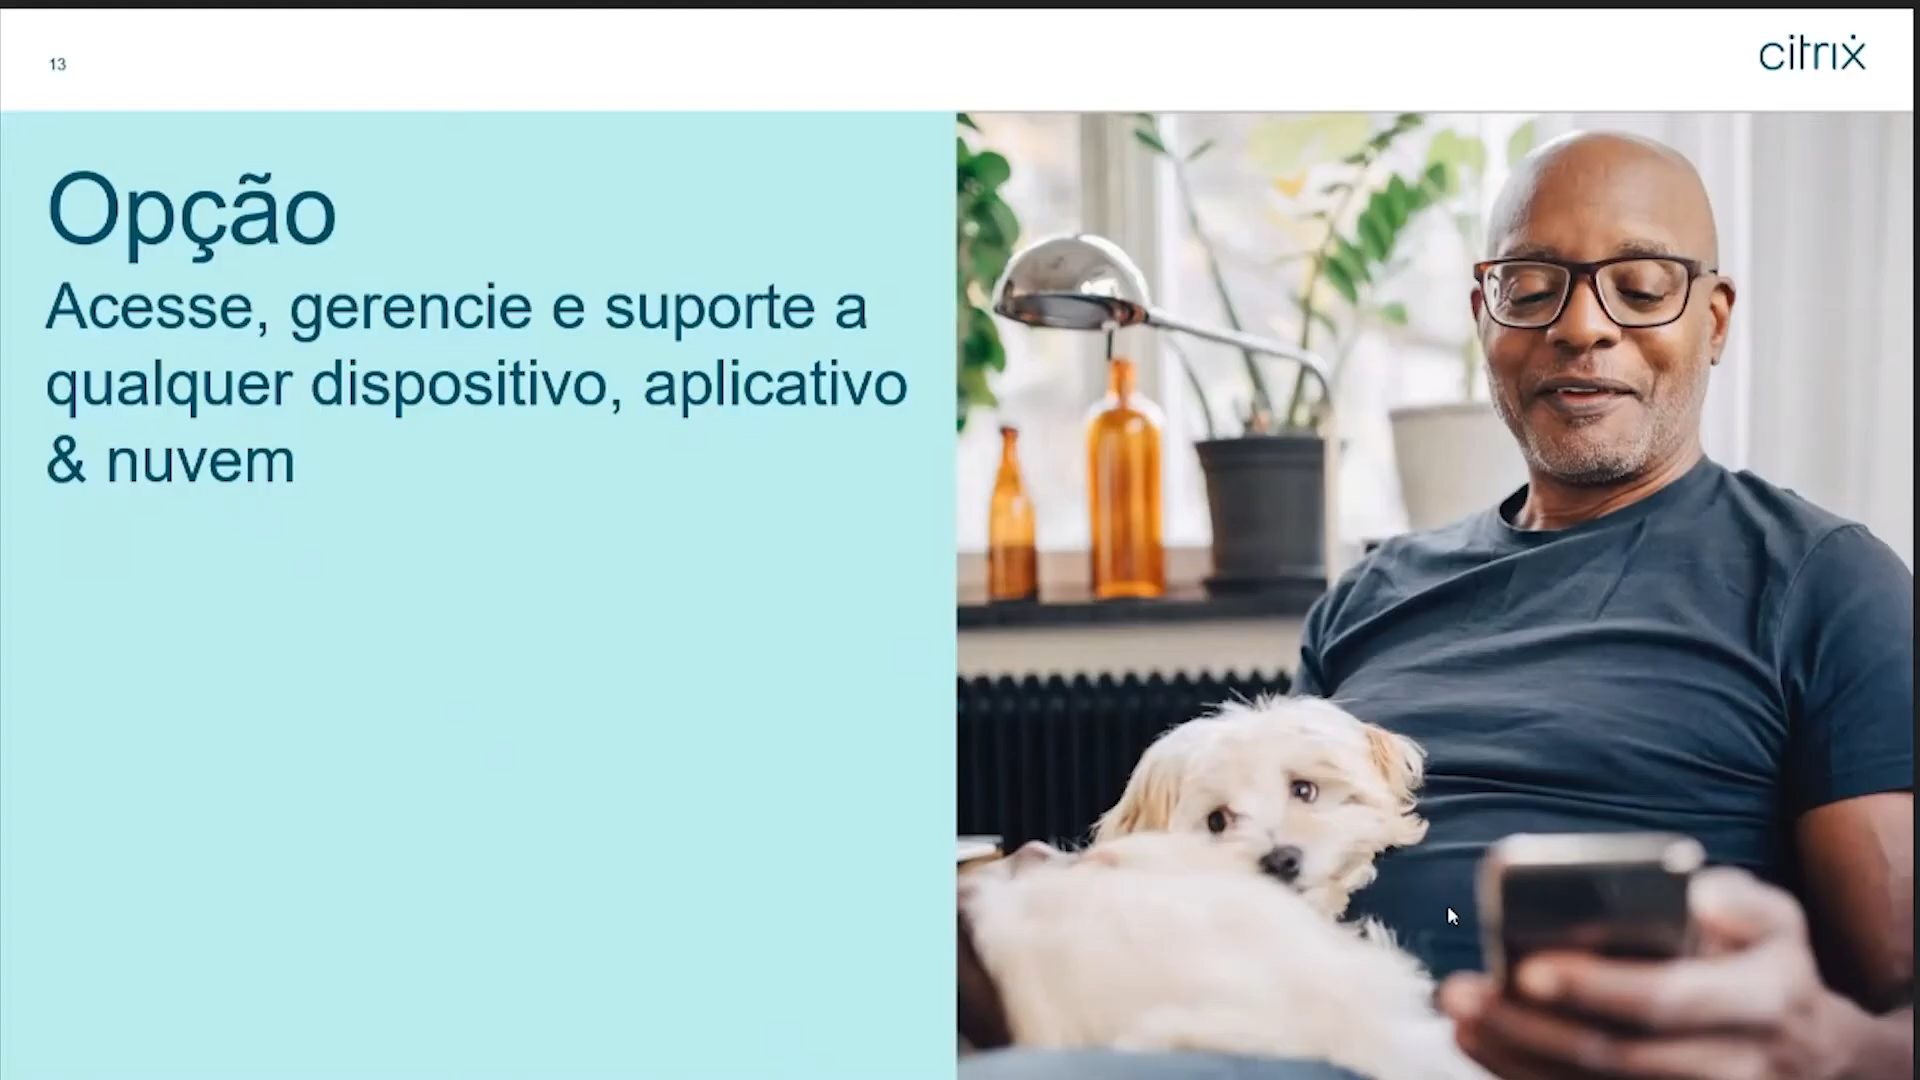 13
citrix
Opção
Acesse, gerencie e suporte a
qualquer dispositivo, aplicativo
& nuvem